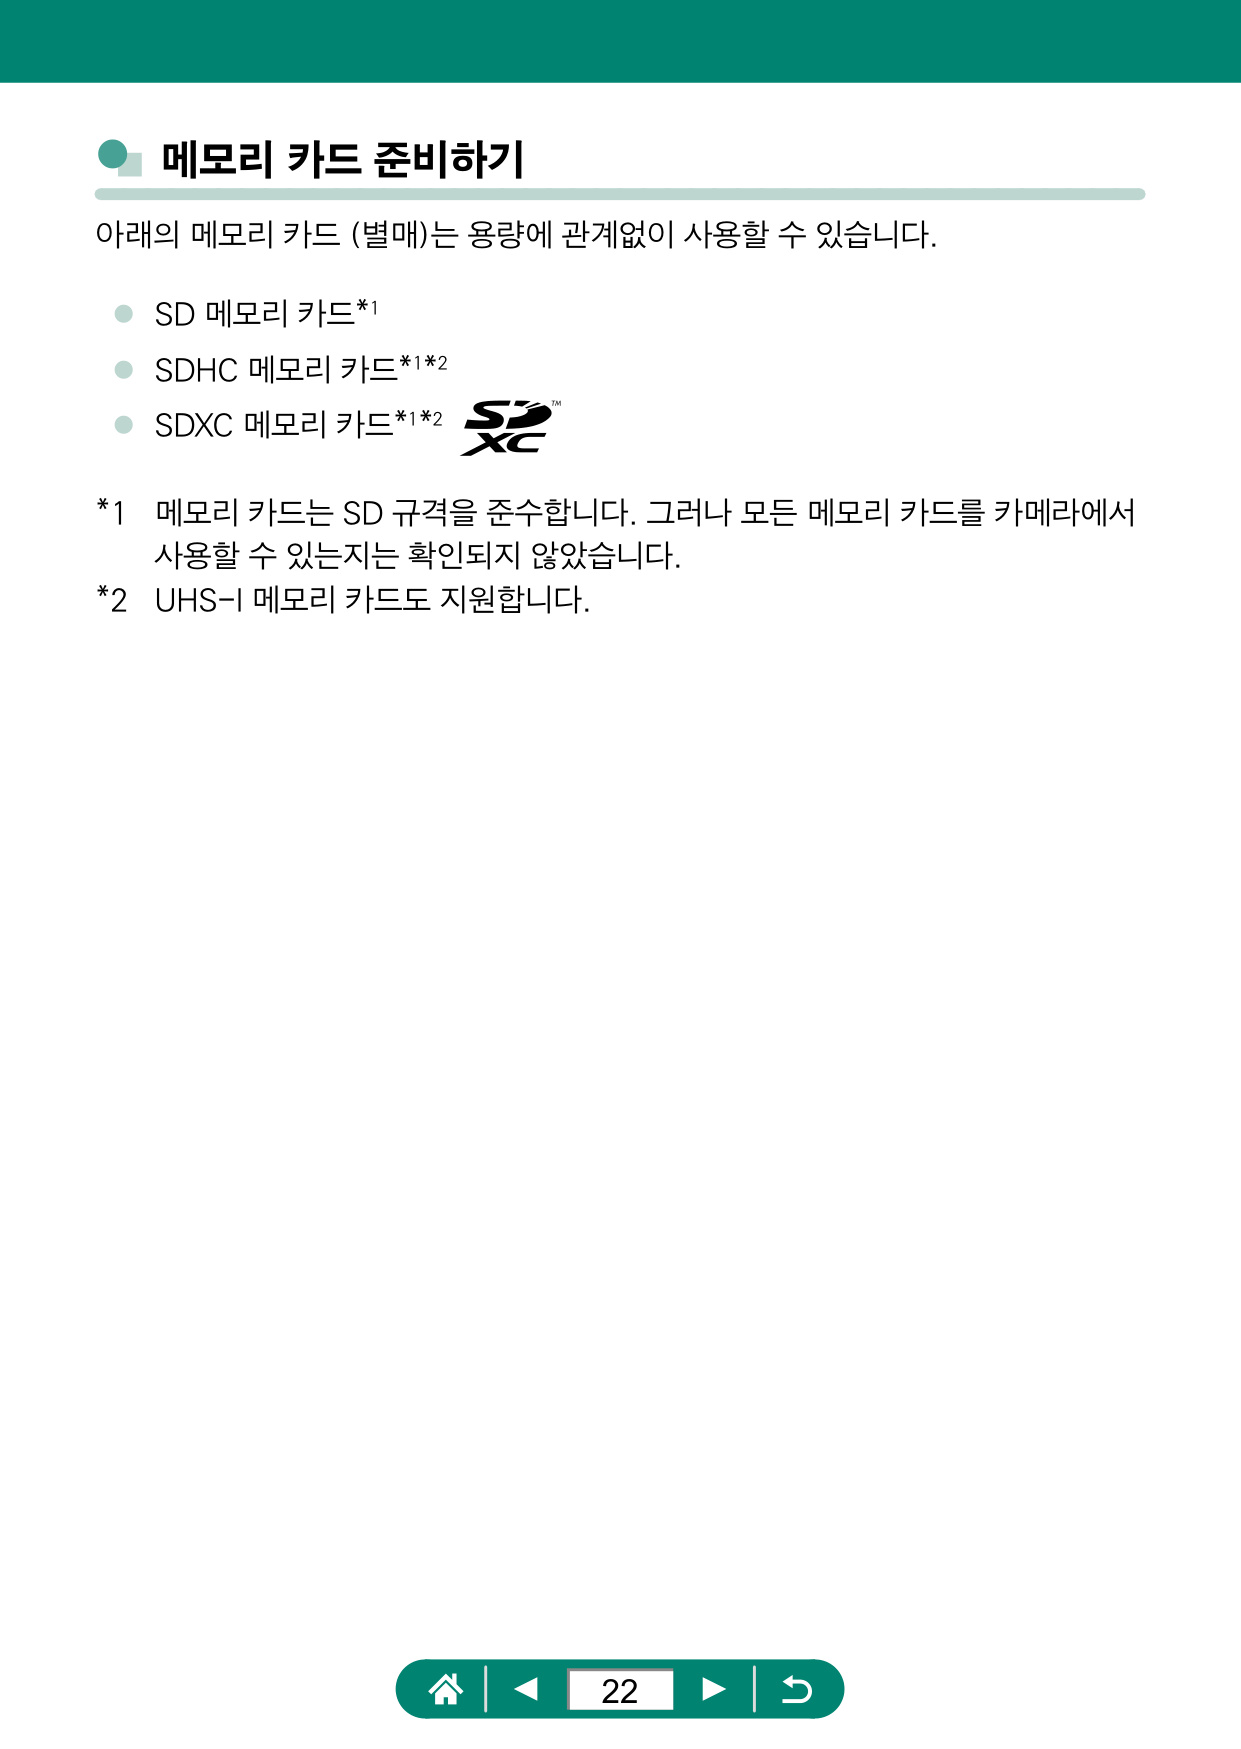 메모리 카드 준비하기
아래의 메모리 카드 (별매)는 용량에 관계없이 사용할 수 있습니다.
SD 메모리 카드*1
SDHC 메모리 카드*1*2
SDXC 메모리 카드*1*2 SD XC™
*1 메모리 카드는 SD 규격을 준수합니다. 그러나 모든 메모리 카드를 카메라에서
사용할 수 있는지는 확인되지 않았습니다.
*2 UHS-I 메모리 카드도 지원합니다.
22